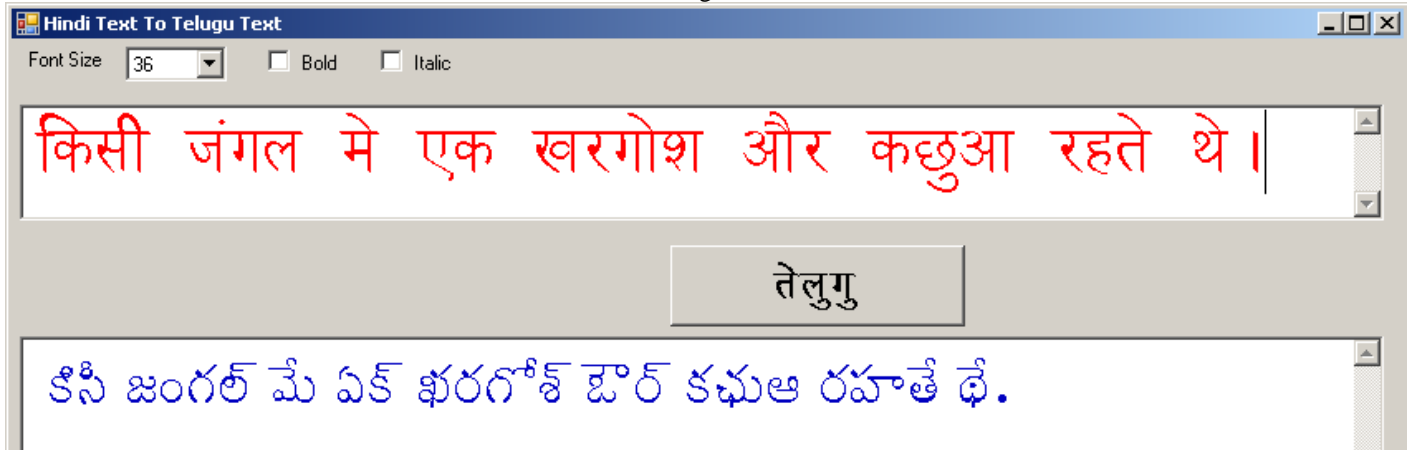 Hindi Text To Telugu Text
Font Size 36 Bold Italic
किसी जंगल मे एक खरगोश और कछुआ रहते थे।
तेलुगु
కిసీ జంగల్ మే ఏక్ ఖరగోశ్ ఔర్ కఛుఆ రహతే థే.